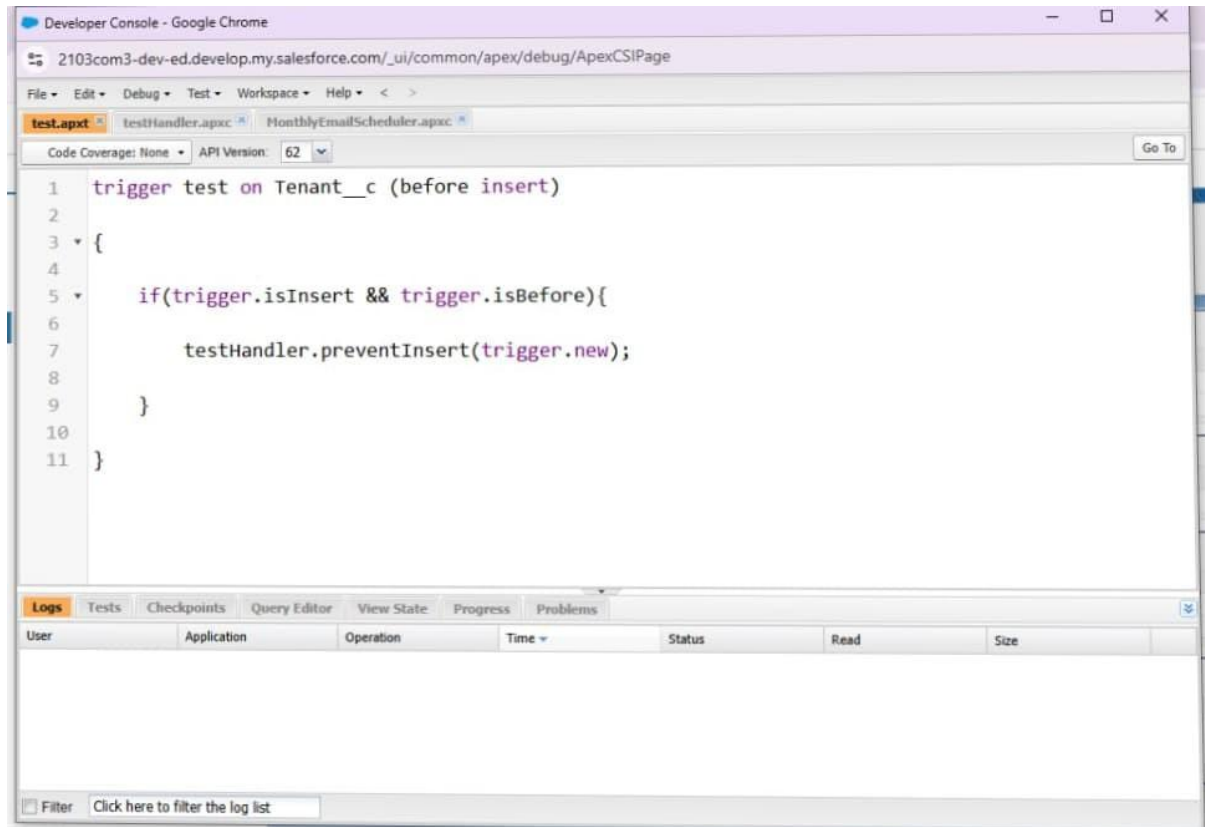 Developer Console - Google Chrome
2103com3-dev-ed.develop.my.salesforce.com/_ui/common/apex/debug/ApexCSIPage
File Edit Debug Test Workspace Help < >
test.apxt testHandler.apxc MonthlyEmailScheduler.apxc
Code Coverage: None API Version: 62 Go To
1 trigger test on Tenant__c (before insert)
2
3 {
4
5 if(trigger.isInsert && trigger.isBefore){
6
7 testHandler.preventInsert(trigger.new);
8
9 }
10
11 }
Logs Tests Checkpoints Query Editor View State Progress Problems
User Application Operation Time Status Read Size
Filter Click here to filter the log list